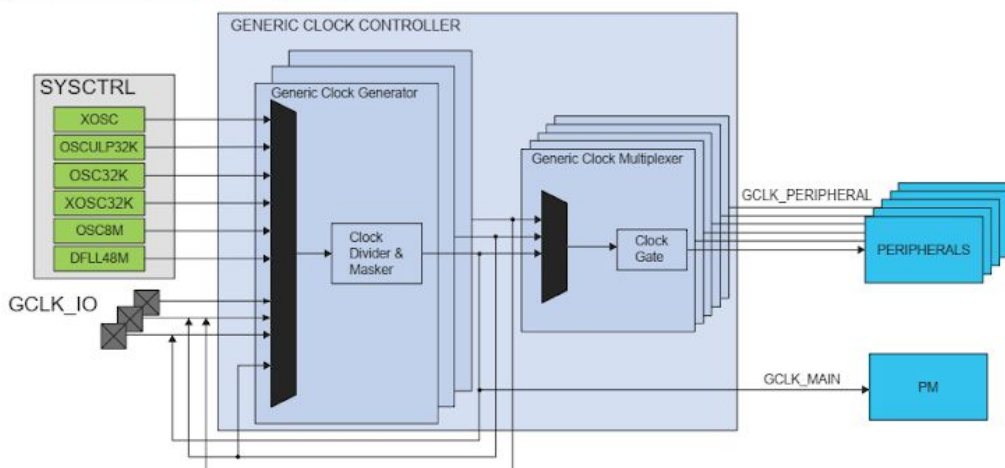 GENERIC CLOCK CONTROLLER
SYSCTRL
XOSC
OSCULP32K
OSC32K
XOSC32K
OSC8M
DFLL48M
GCLK_IO
Generic Clock Generator
Clock
Divider &
Masker
Generic Clock Multiplexer
Clock
Gate
GCLK_PERIPHERAL
PERIPHERALS
GCLK_MAIN
PM